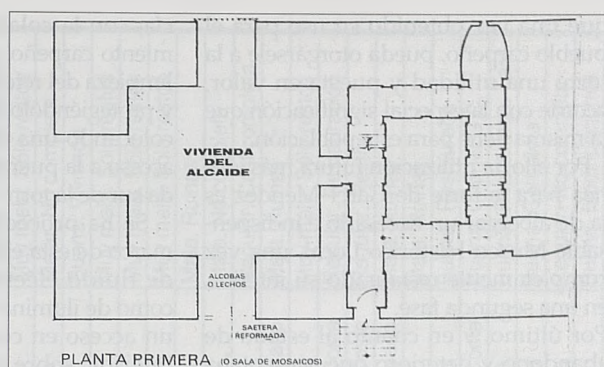 VIVIENDA
DEL
ALCAIDE
ALCOBAS
O LECHOS
SAETERA
REFORMADA
PLANTA PRIMERA (O SALA DE MOSAICOS)